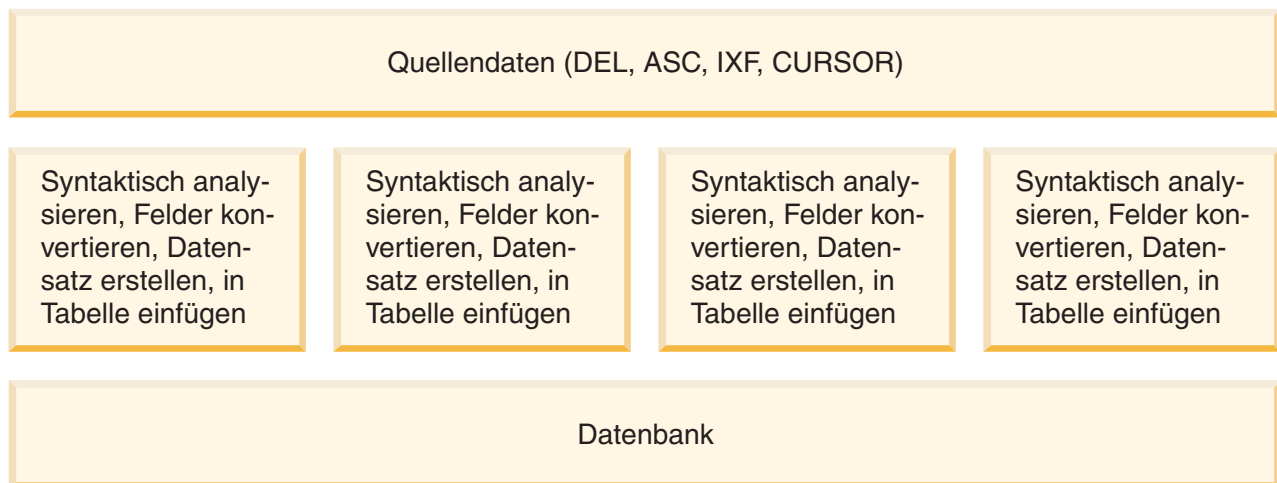 Quellendaten (DEL, ASC, IXF, CURSOR)
Syntaktisch analy-
sieren, Felder kon-
vertieren, Daten-
satz erstellen, in
Tabelle einfügen
Syntaktisch analy-
sieren, Felder kon-
vertieren, Daten-
satz erstellen, in
Tabelle einfügen
Syntaktisch analy-
sieren, Felder kon-
vertieren, Daten-
satz erstellen, in
Tabelle einfügen
Syntaktisch analy-
sieren, Felder kon-
vertieren, Daten-
satz erstellen, in
Tabelle einfügen
Datenbank